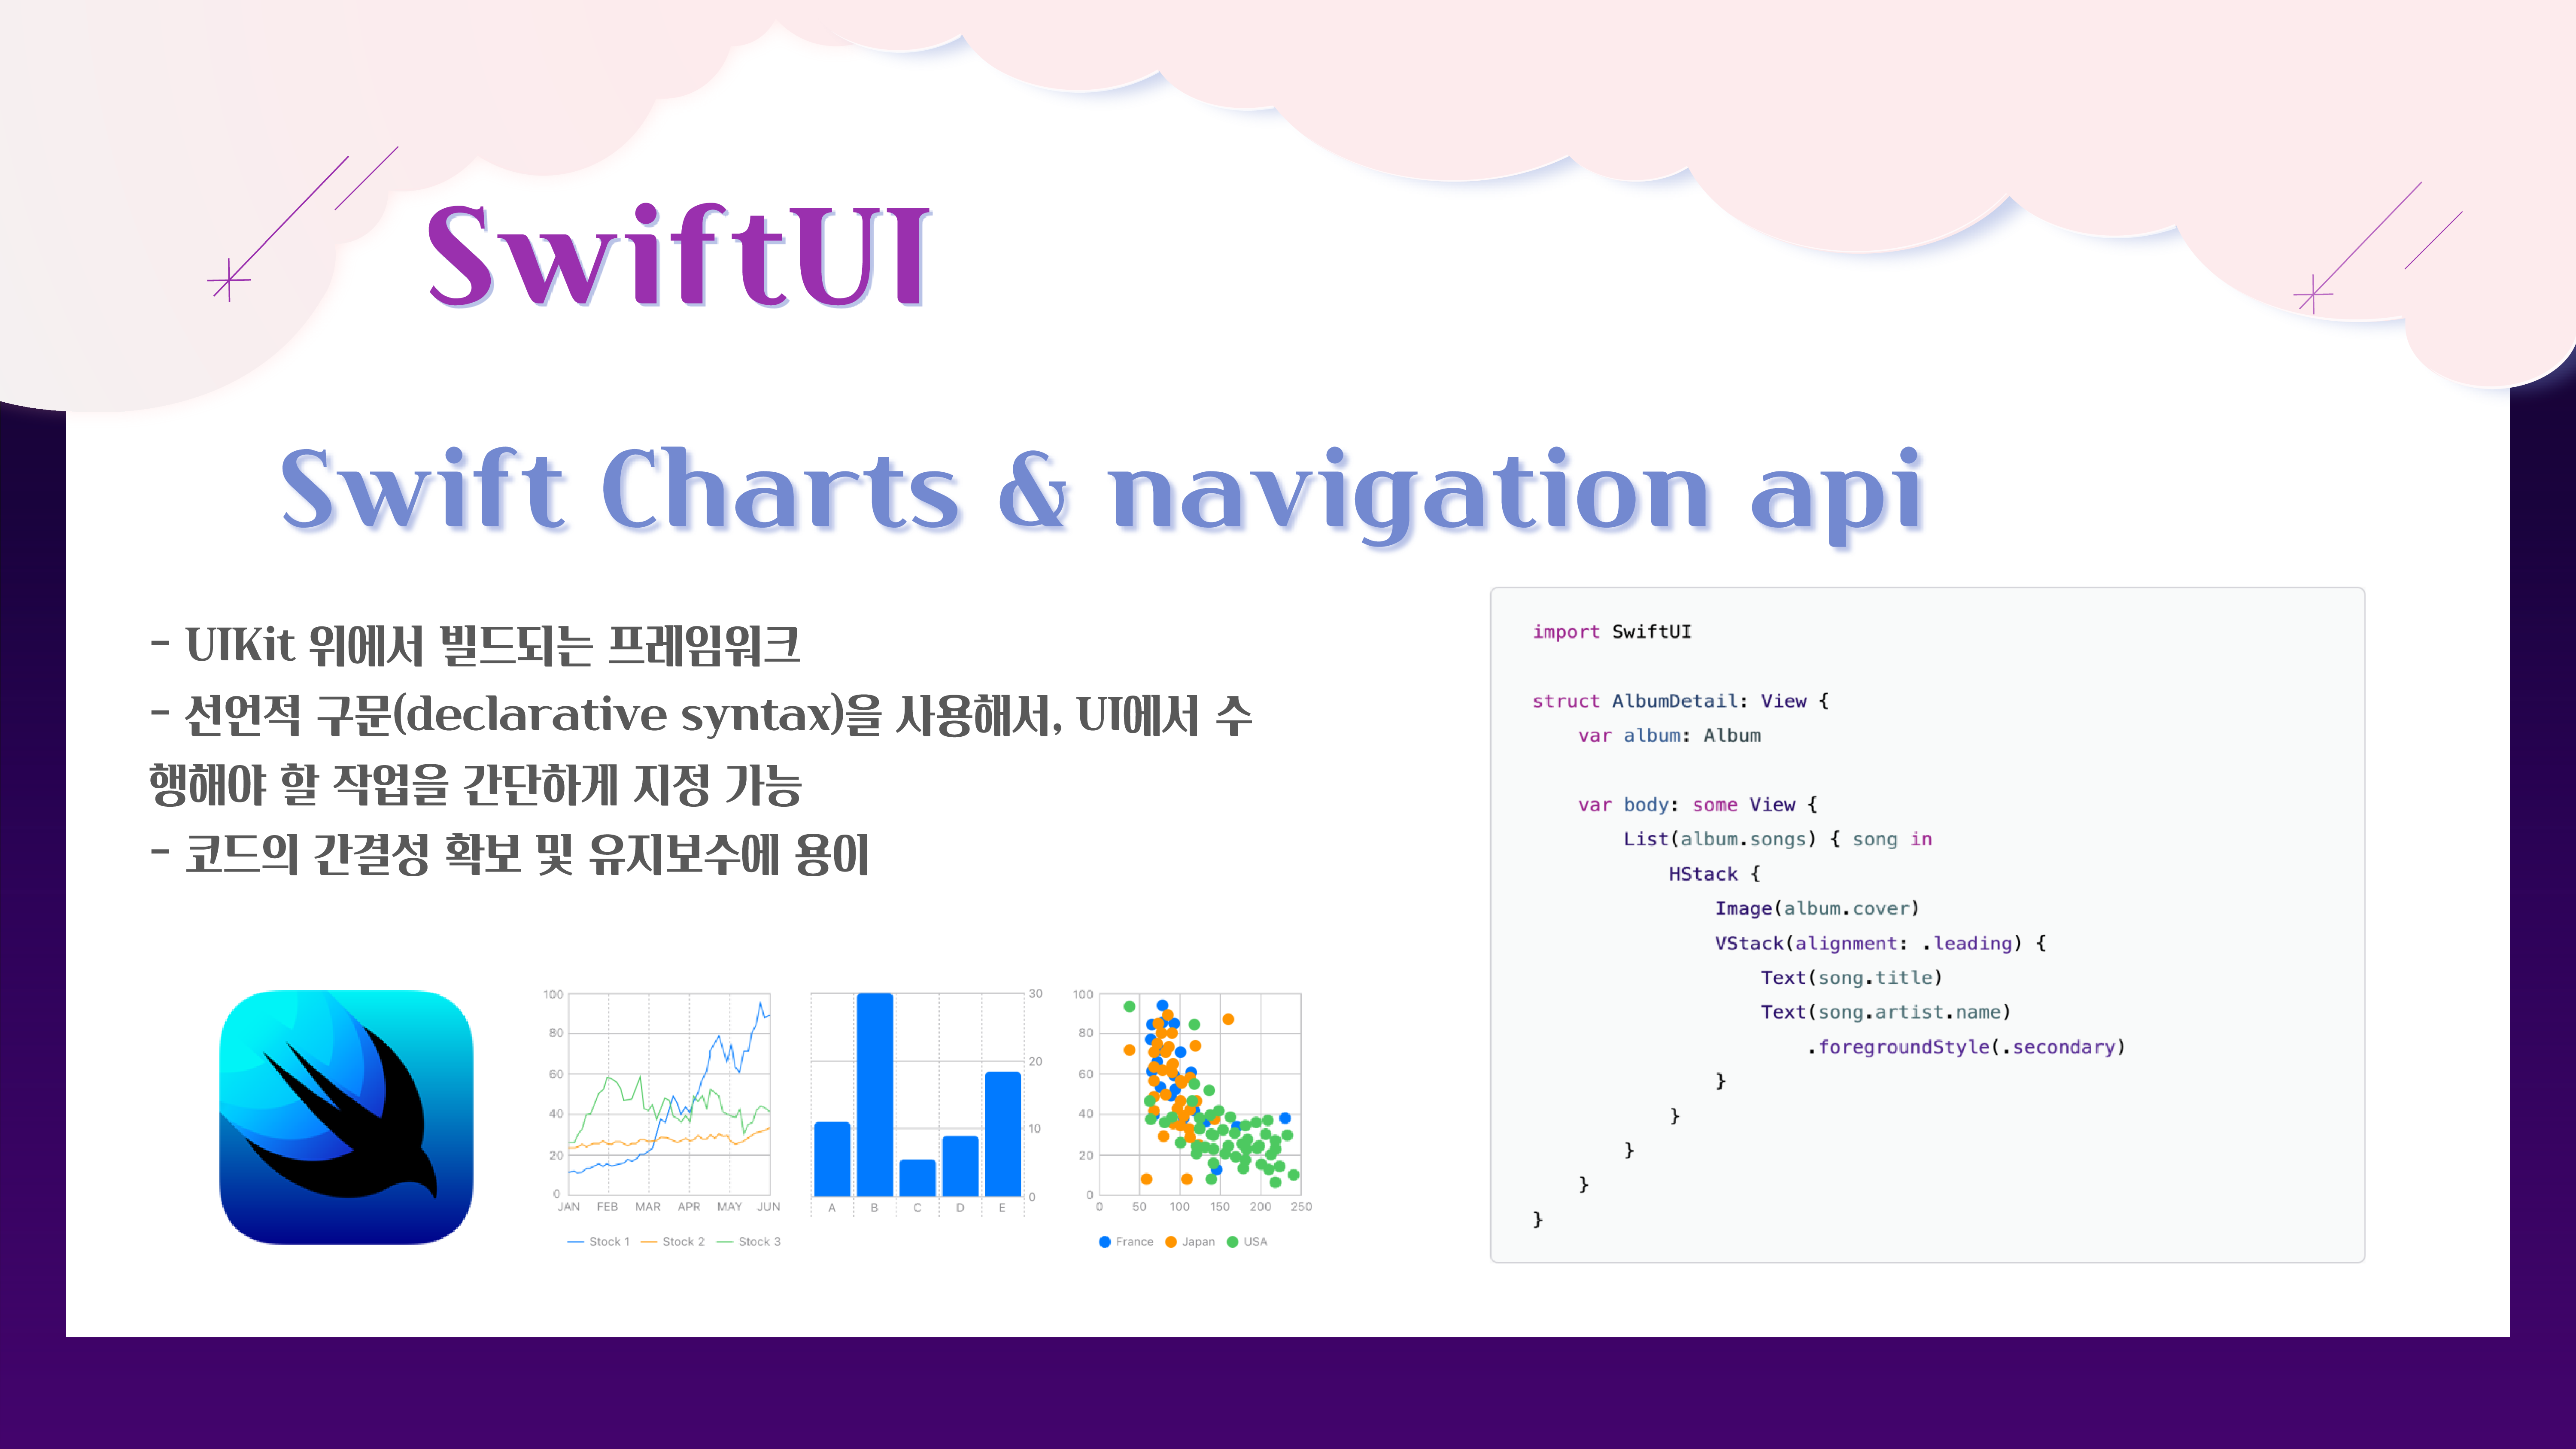 SwiftUI
Swift Charts & navigation api
- UIKit 위에서 빌드되는 프레임워크
- 선언적 구문(declarative syntax)을 사용해서, UI에서 수
행해야 할 작업을 간단하게 지정 가능
- 코드의 간결성 확보 및 유지보수에 용이
100
80
60
40
20
0
JAN FEB MAR APR MAY JUN
Stock 1 Stock 2 Stock 3
30
20
10
0
A B C D E
100
80
60
40
20
0
0 50 100 150 200 250
France Japan USA
import SwiftUI
struct AlbumDetail: View {
    var album: Album
    var body: some View {
        List(album.songs) { song in
            HStack {
                Image(album.cover)
                VStack(alignment: .leading) {
                    Text(song.title)
                    Text(song.artist.name)
                        .foregroundStyle(.secondary)
                }
            }
        }
    }
}